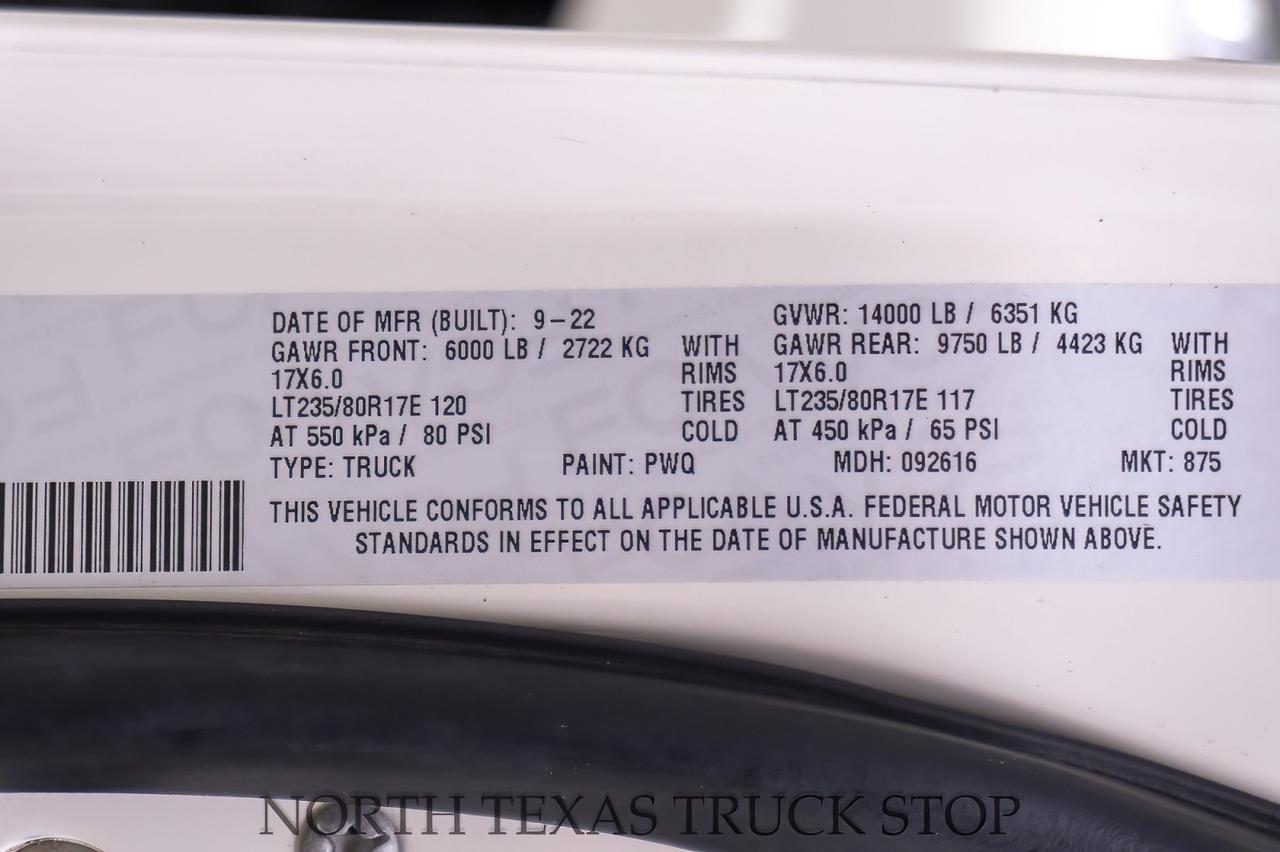 DATE OF MFR (BUILT): 9-22 GVWR: 14000 LB / 6351 KG
GAWR FRONT: 6000 LB / 2722 KG WITH GAWR REAR: 9750 LB / 4423 KG WITH
17X6.0 RIMS 17X6.0 RIMS
LT235/80R17E 120 TIRES LT235/80R17E 117 TIRES
AT 550 kPa / 80 PSI COLD AT 450 kPa / 65 PSI COLD
TYPE: TRUCK PAINT: PWQ MDH: 092616 MKT: 875
THIS VEHICLE CONFORMS TO ALL APPLICABLE U.S.A. FEDERAL MOTOR VEHICLE SAFETY
STANDARDS IN EFFECT ON THE DATE OF MANUFACTURE SHOWN ABOVE.
NORTH TEXAS TRUCK STOP